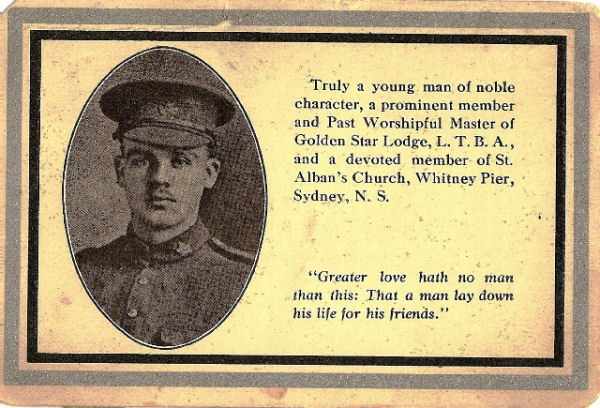 Truly a young man of noble
character, a prominent member
and Past Worshipful Master of
Golden Star Lodge, L. T. B. A.,
and a devoted member of St.
Alban's Church, Whitney Pier,
Sydney, N. S.
"Greater love hath no man
than this: That a man lay down
his life for his friends."